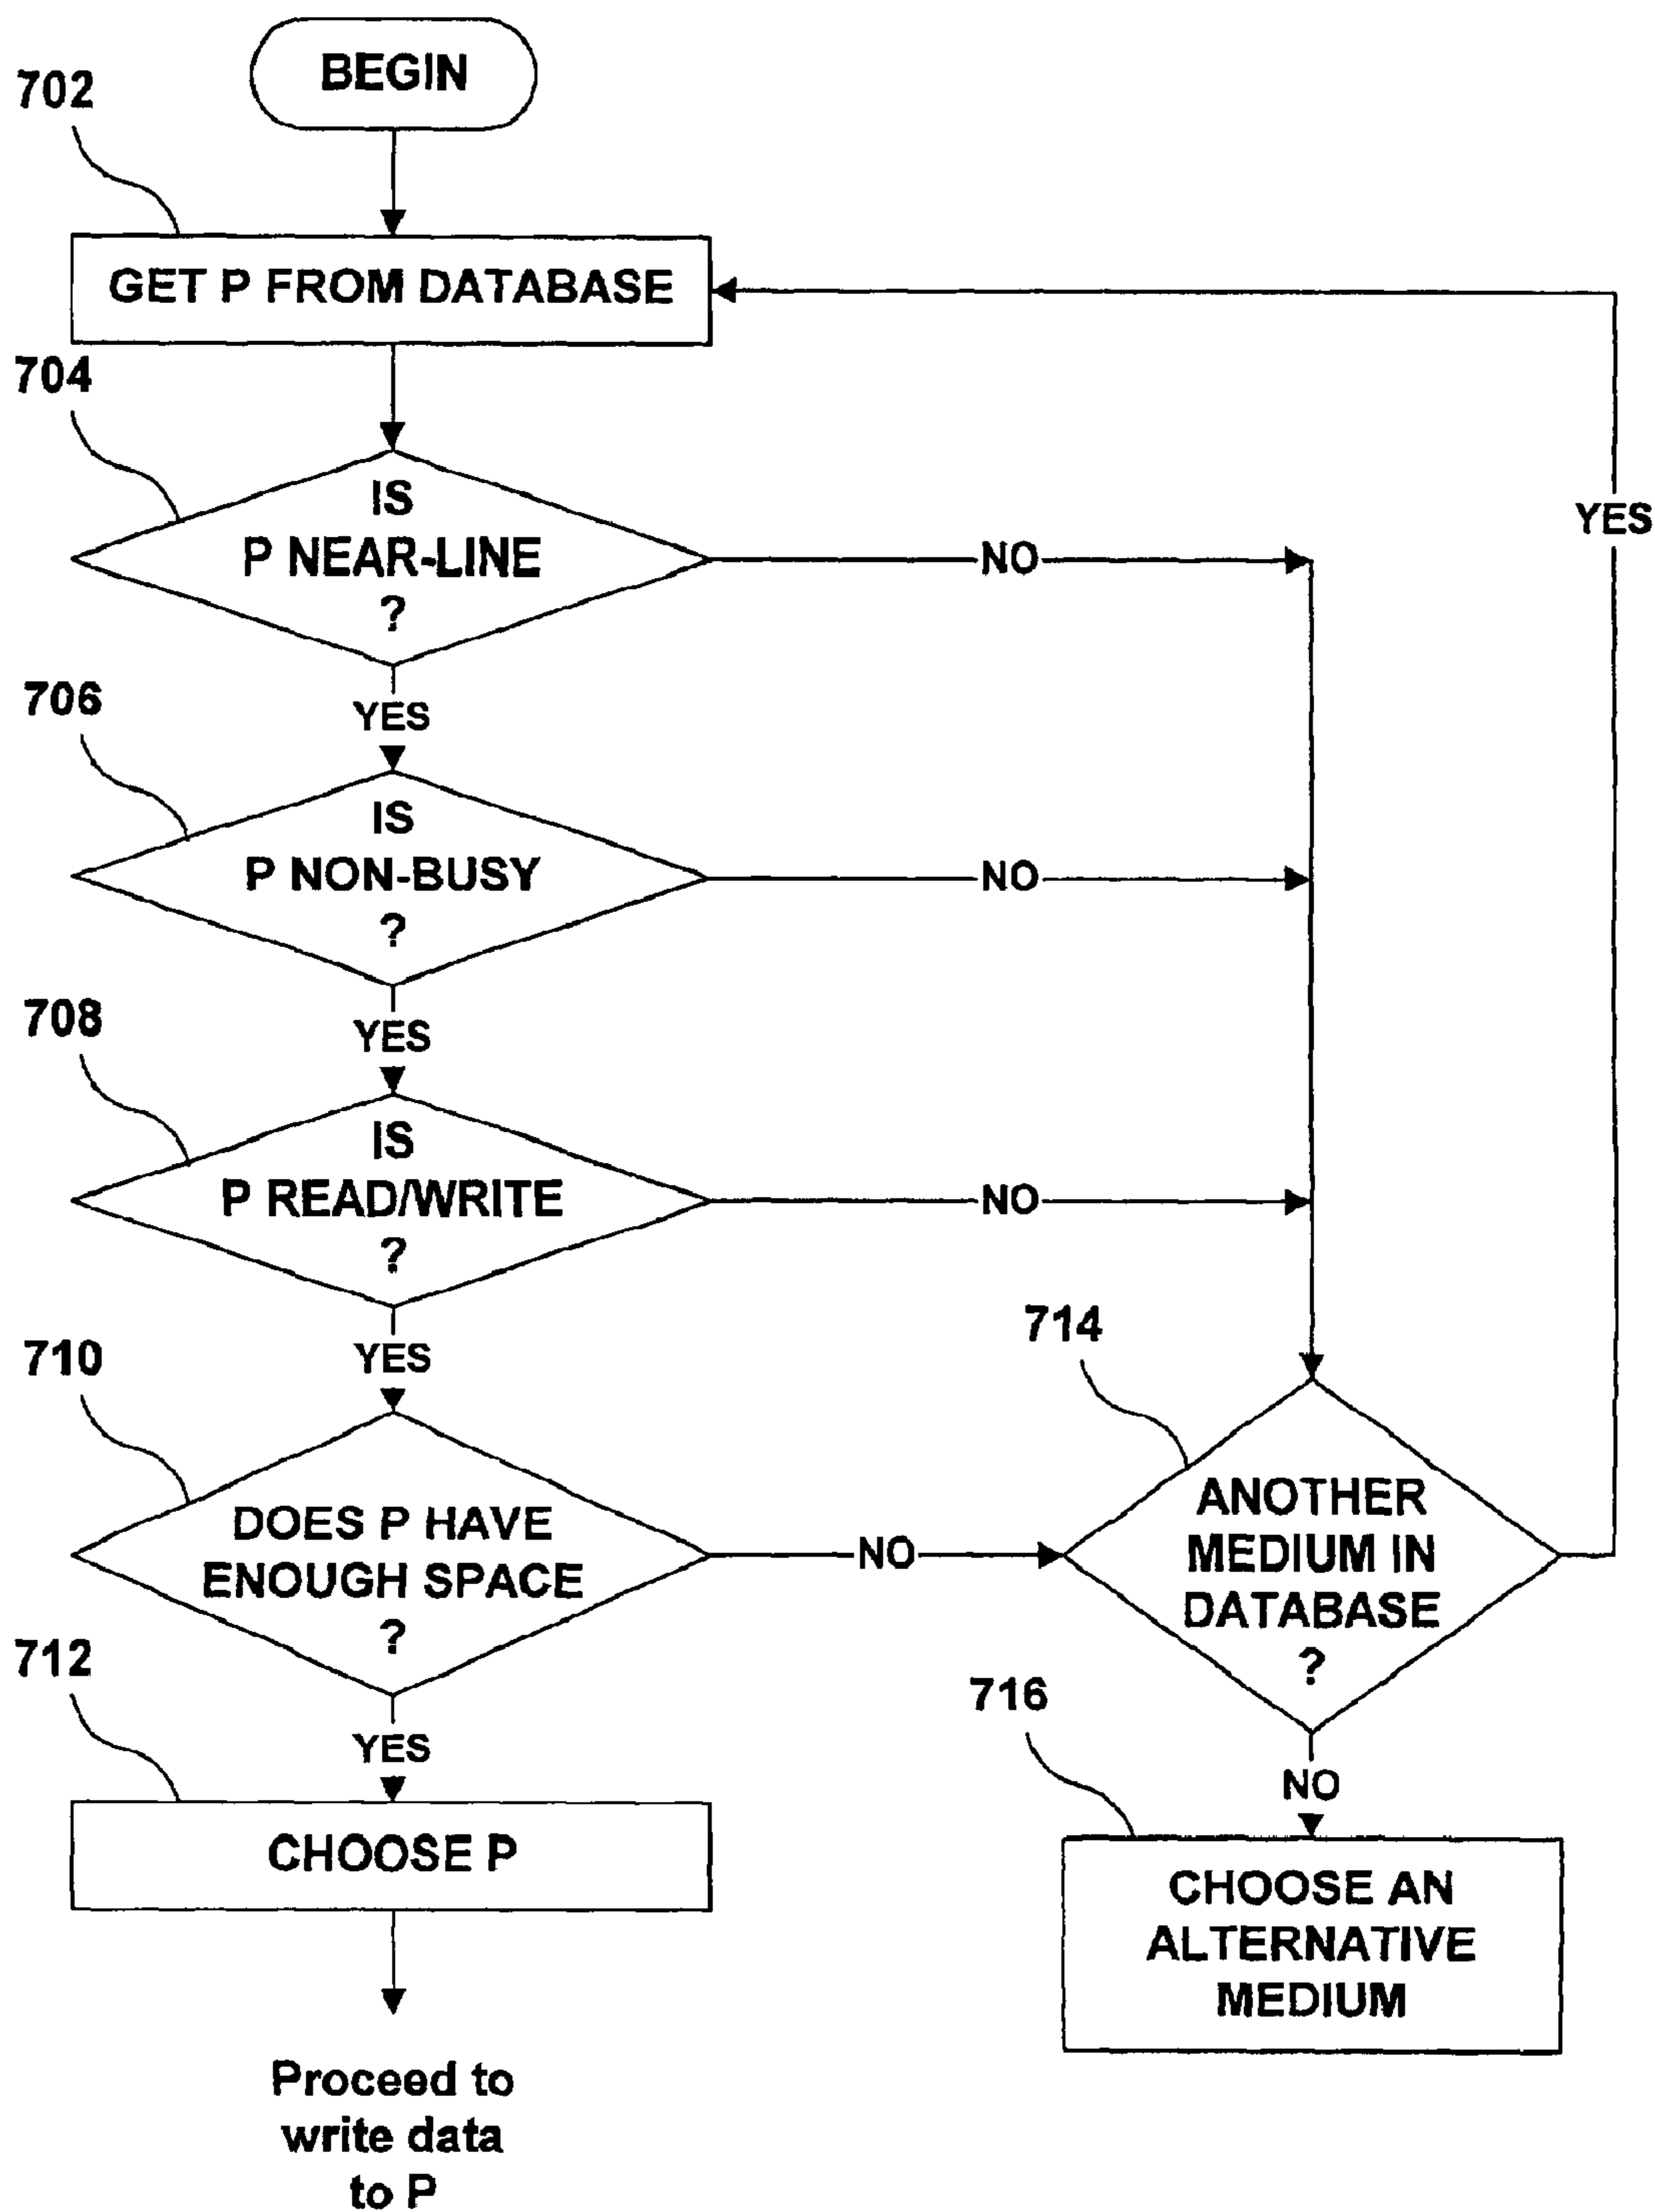 BEGIN
702
GET P FROM DATABASE
704
IS
P NEAR-LINE
?
NO
YES
YES
706
IS
P NON-BUSY
?
NO
YES
708
IS
P READ/WRITE
?
NO
YES
710
DOES P HAVE
ENOUGH SPACE
?
NO
714
ANOTHER
MEDIUM IN
DATABASE
?
YES
712
CHOOSE P
NO
716
CHOOSE AN
ALTERNATIVE
MEDIUM
Proceed to
write data
to P